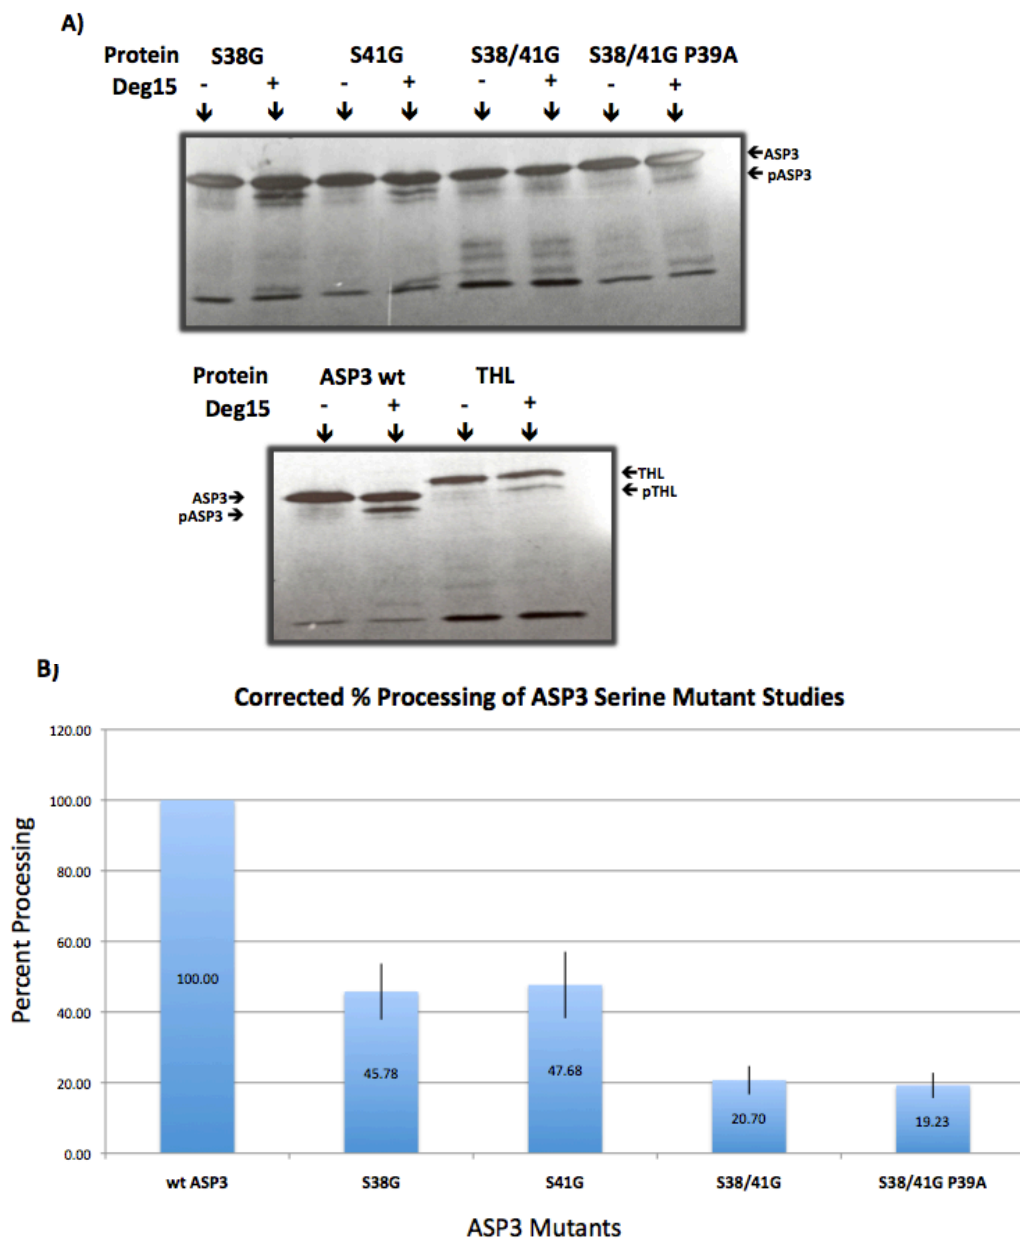 A)
Protein S38G S41G S38/41G S38/41G P39A
Deg15 - + - + - + - +
←ASP3
←pASP3
Protein ASP3 wt THL
Deg15 - + - +
ASP3→ ←THL
pASP3→ ←pTHL
B)
Corrected % Processing of ASP3 Serine Mutant Studies
Percent Processing
120.00
100.00
80.00
60.00
40.00
20.00
0.00
100.00
45.78
47.68
20.70
19.23
wt ASP3 S38G S41G S38/41G S38/41G P39A
ASP3 Mutants